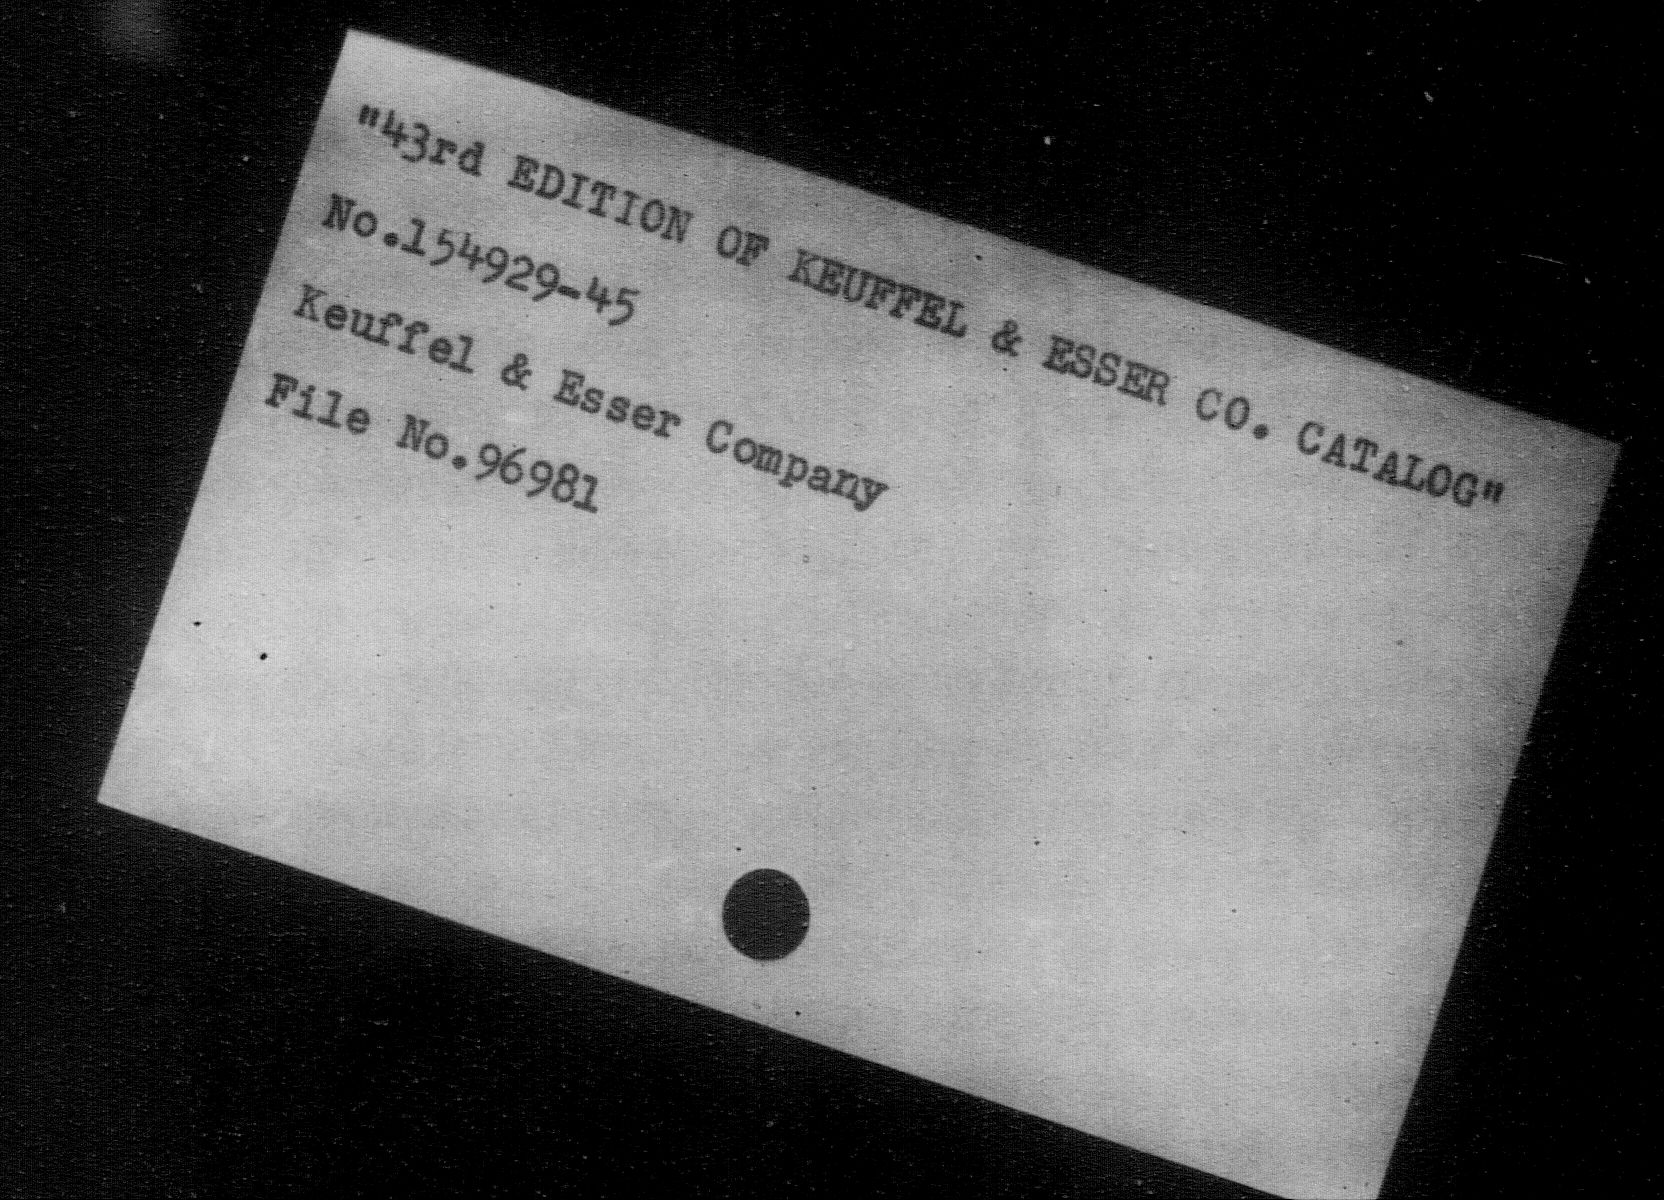 "43rd EDITION OF KEUFFEL & ESSER CO. CATALOG"
No.154929-45
Keuffel & Esser Company
File No.96981